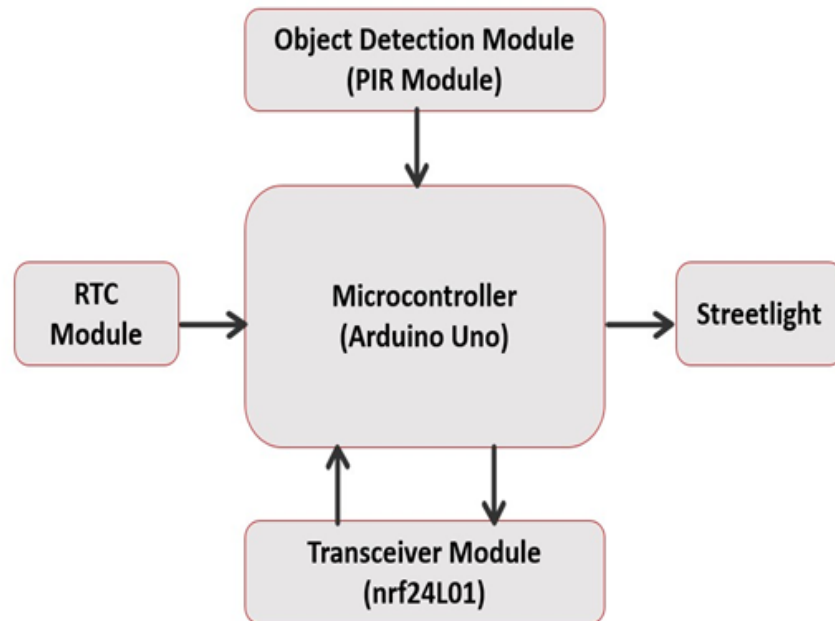 Object Detection Module
(PIR Module)
RTC
Module
Microcontroller
(Arduino Uno)
Streetlight
Transceiver Module
(nrf24L01)